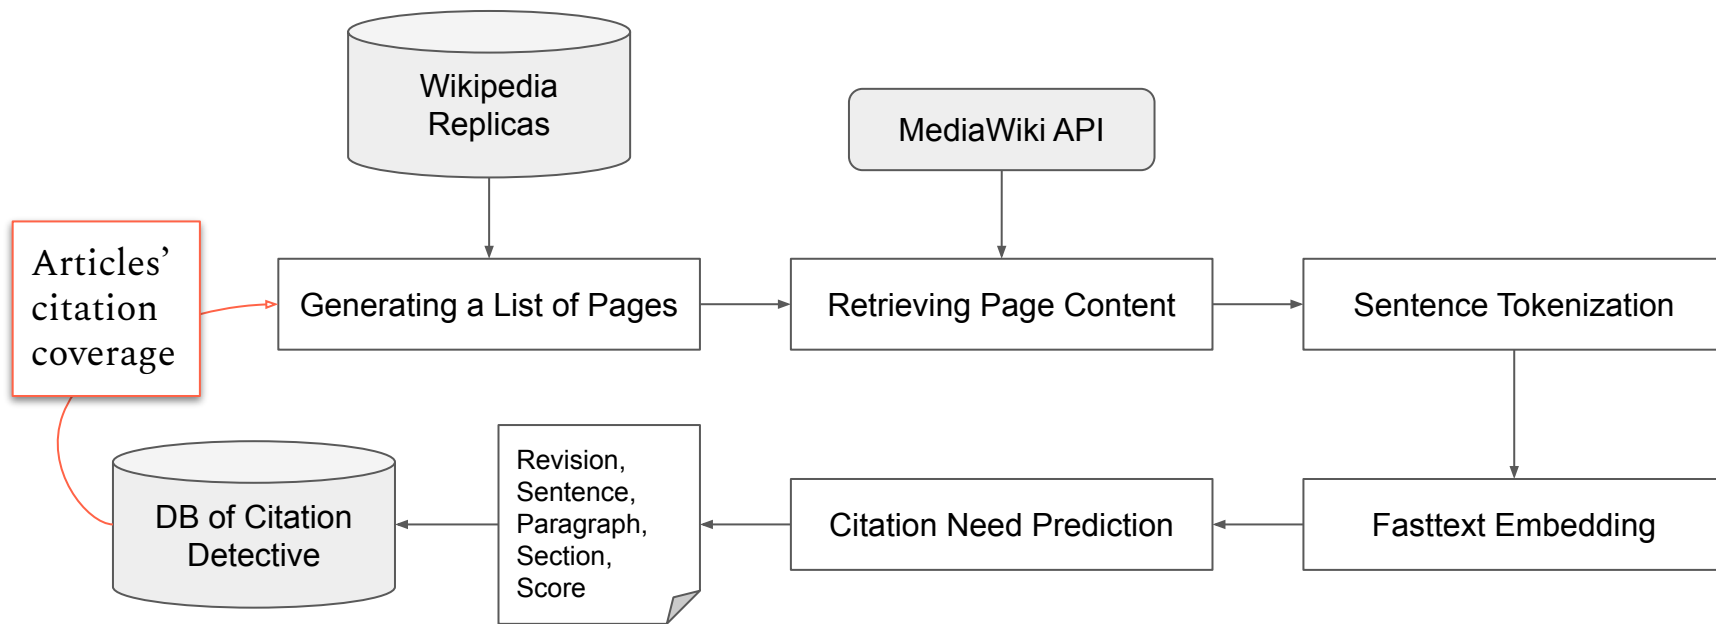 Wikipedia
Replicas
MediaWiki API
Articles’
citation
coverage
Generating a List of Pages
Retrieving Page Content
Sentence Tokenization
DB of Citation
Detective
Revision,
Sentence,
Paragraph,
Section,
Score
Citation Need Prediction
Fasttext Embedding